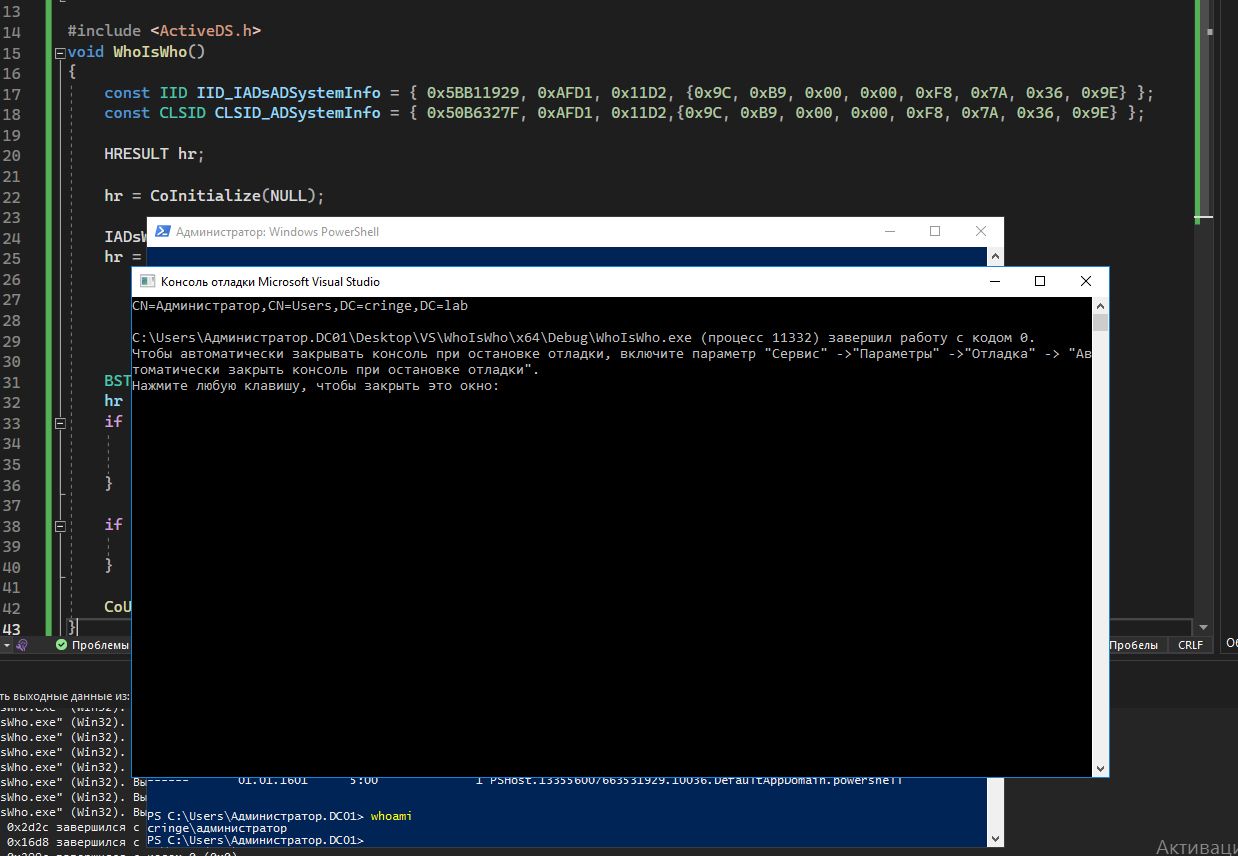 13
14 #include <ActiveDS.h>
15 void WhoIsWho()
16 {
17 const IID IID_IADsADSystemInfo = { 0x5BB11929, 0xAFD1, 0x11D2, {0x9C, 0xB9, 0x00, 0x00, 0xF8, 0x7A, 0x36, 0x9E} };
18 const CLSID CLSID_ADSystemInfo = { 0x50B6327F, 0xAFD1, 0x11D2,{0x9C, 0xB9, 0x00, 0x00, 0xF8, 0x7A, 0x36, 0x9E} };
19
20 HRESULT hr;
21
22 hr = CoInitialize(NULL);
23
24 IADsW
25 hr =
26
27
28
29
30
31 BST
32 hr
33 if
34
35
36 }
37
38 if
39
40 }
41
42 CoU
43 }
Администратор: Windows PowerShell
Консоль отладки Microsoft Visual Studio
CN=Администратор,CN=Users,DC=cringe,DC=lab
C:\Users\Администратор.DC01\Desktop\VS\WhoIsWho\x64\Debug\WhoIsWho.exe (процесс 11332) завершил работу с кодом 0.
Чтобы автоматически закрывать консоль при остановке отладки, включите параметр "Сервис" ->"Параметры" ->"Отладка" -> "Ав
томатически закрыть консоль при остановке отладки".
Нажмите любую клавишу, чтобы закрыть это окно:
Проблемы
Пробелы CRLF
ть выходные данные из:
sWho.exe" (Win32).
sWho.exe" (Win32).
sWho.exe" (Win32).
sWho.exe" (Win32).
sWho.exe" (Win32).
sWho.exe" (Win32). Вы
sWho.exe" (Win32). Вы
sWho.exe" (Win32). Вы
0x2d2c завершился с
0x16d8 завершился с
------ 01.01.1601 5:00 1 PSHost.133556007663531929.10036.DefaultAppDomain.powershell
PS C:\Users\Администратор.DC01> whoami
cringe\администратор
PS C:\Users\Администратор.DC01>
Активаци